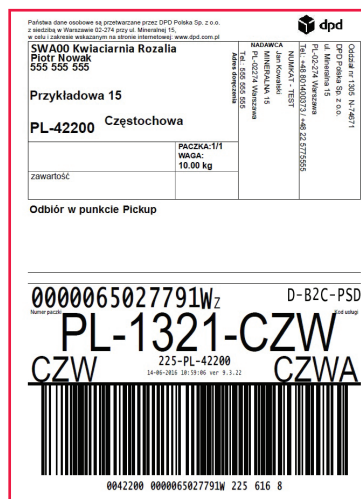 Państwa dane osobowe są przetwarzane przez DPD Polska Sp. z o.o.
z siedzibą w Warszawie 02-274 przy ul. Mineralnej 15,
w celu i zakresie wskazanym na stronie internetowej: www.dpd.com.pl
dpd
SWA00 Kwiaciarnia Rozalia
Piotr Nowak
555 555 555
Przykładowa 15
PL-42200 Częstochowa
Adres doręczenia
NADAWCA
NUMKAT - TEST
Jan Kowalski
MINERALNA 15
PL-02274 Warszawa
Tel.: 555 555 555
Oddział nr 1305 N-74671
DPD Polska Sp. z o.o.
ul. Mineralna 15
PL-02-274 Warszawa
Tel.: +48 801400373 / +48 22 5775555
PACZKA:1/1
WAGA:
10.00 kg
zawartość
Odbiór w punkcie Pickup
0000065027791WZ D-B2C-PSD
Numer paczki Kod usługi
PL-1321-CZW
CZW 225-PL-42200 CZWA
14-06-2016 10:59:06 ver 9.3.22
0042200 0000065027791W 225 616 8